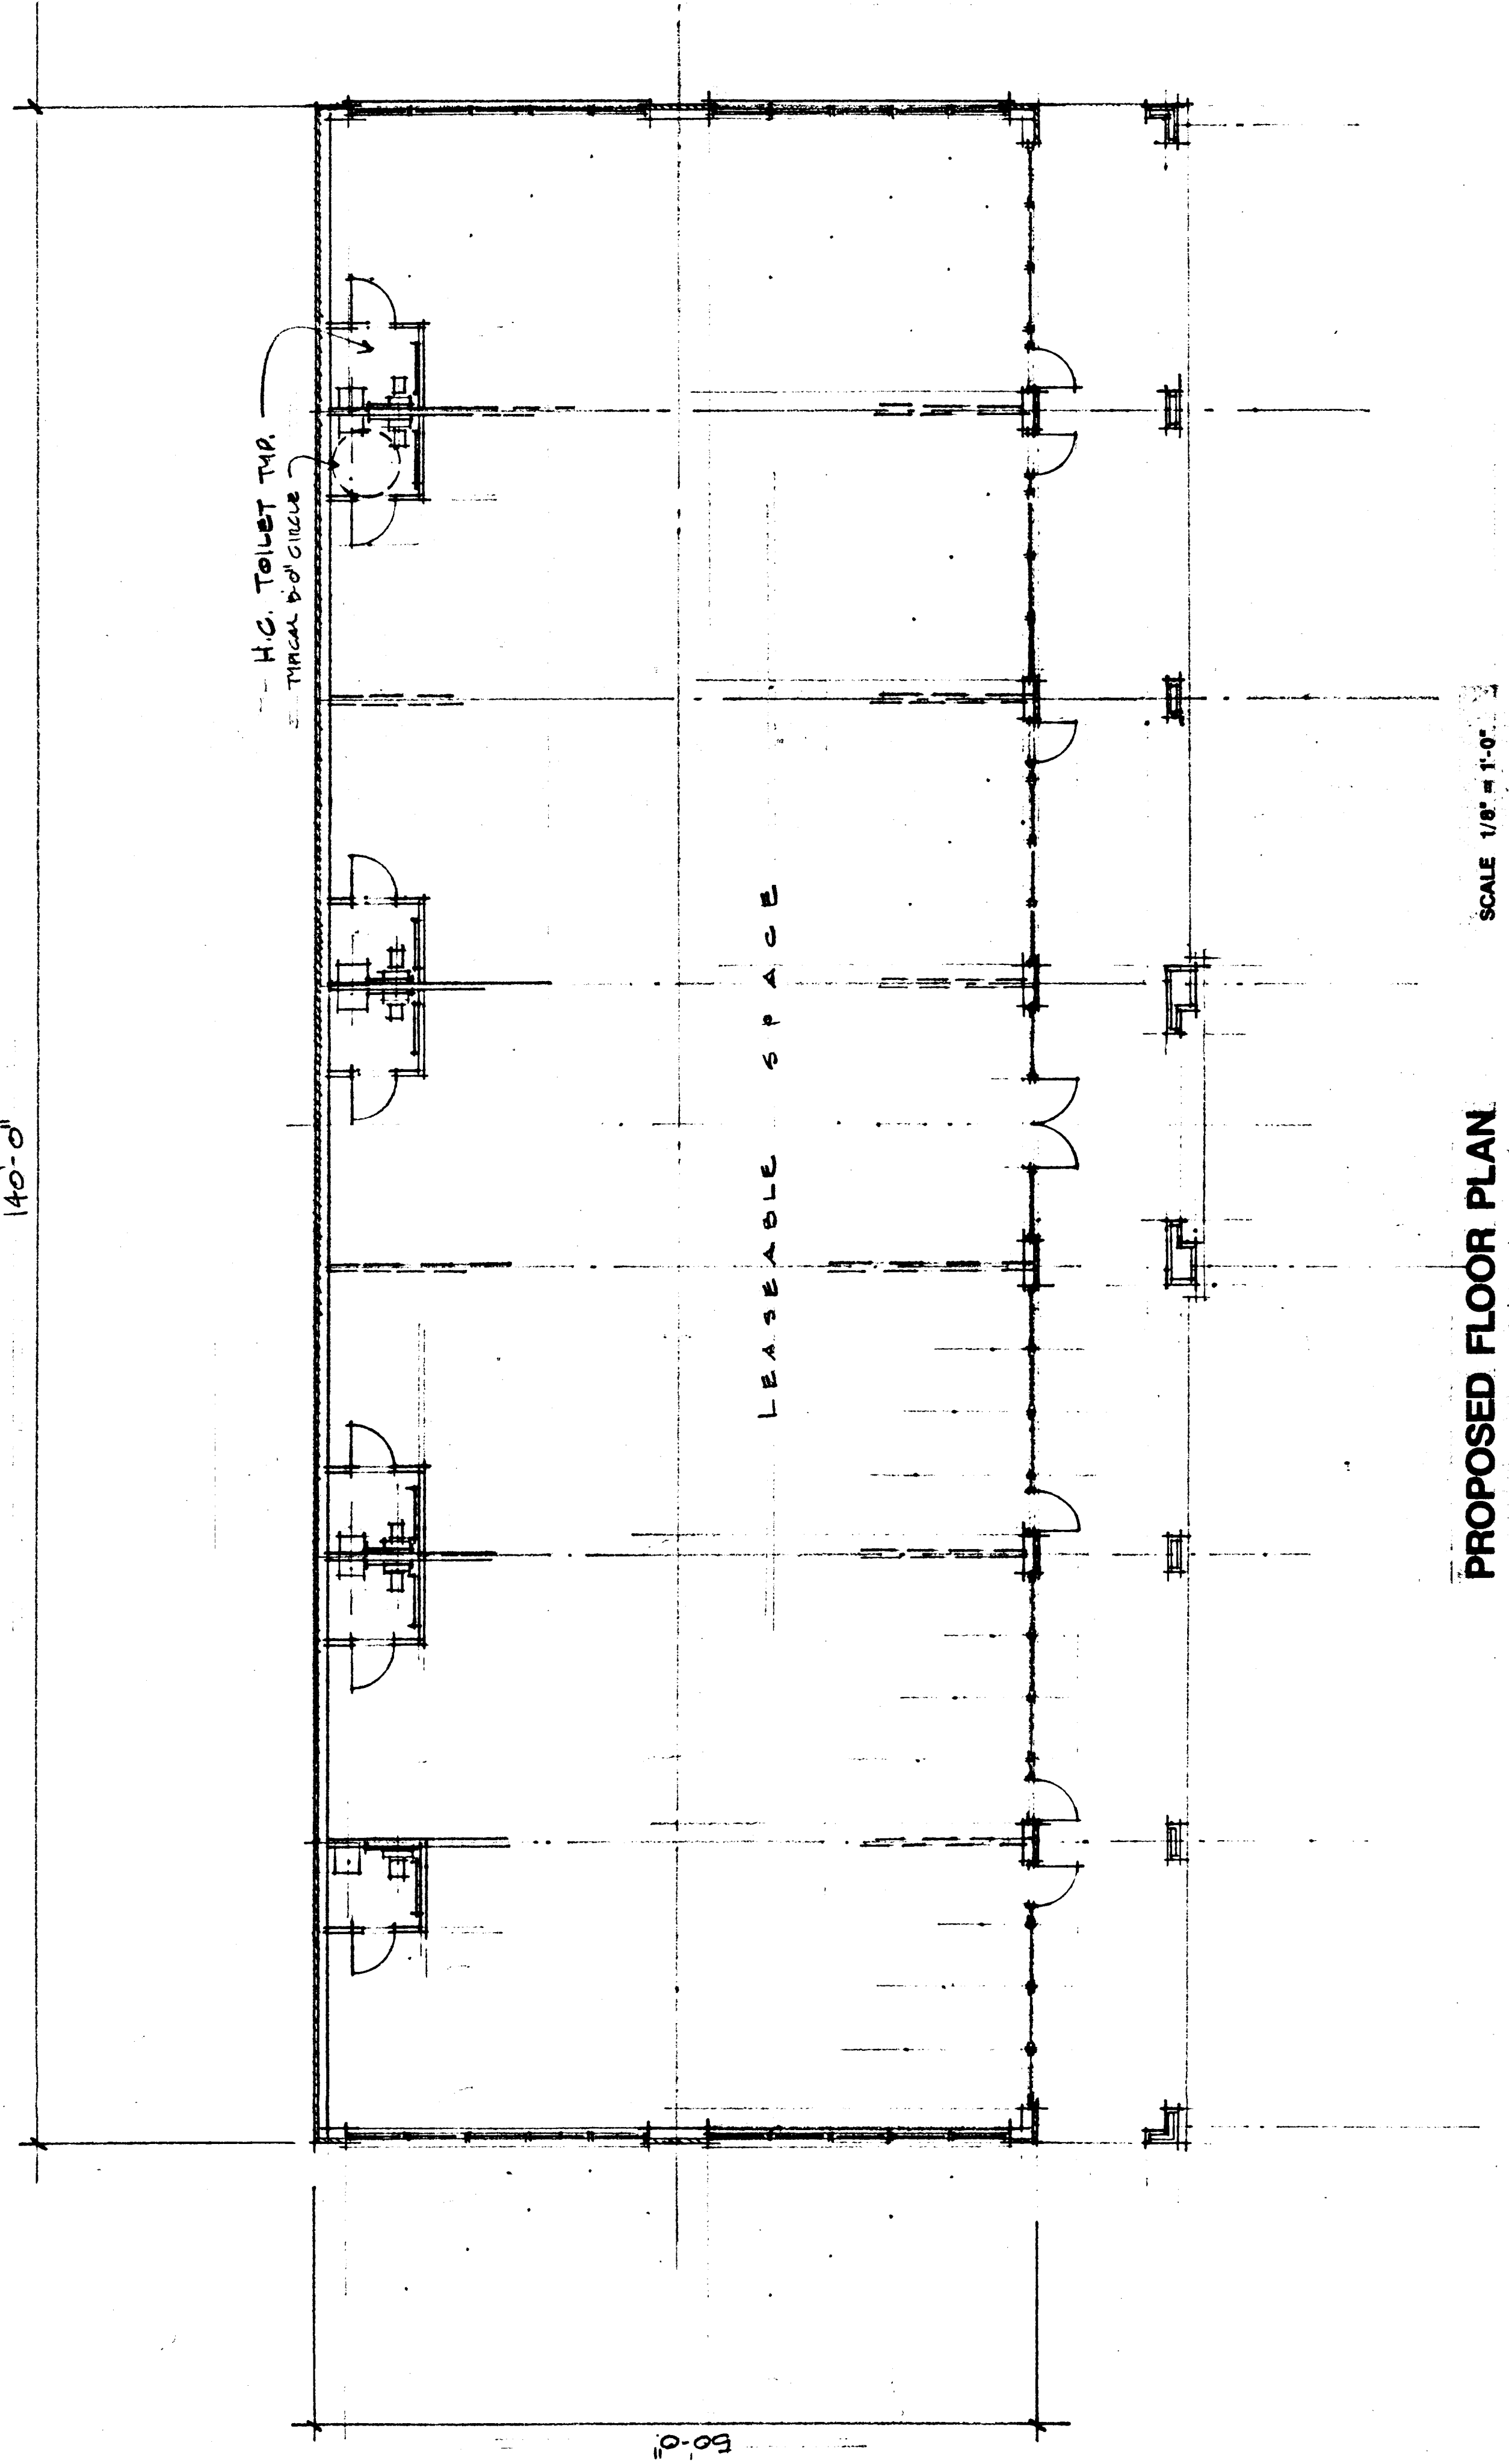 140'-0"
H.C. TOILET TYP.
TYPICAL 5'-0" CIRCLE
LEASEABLE SPACE
50'-0"
PROPOSED FLOOR PLAN
SCALE 1/8" = 1'-0"